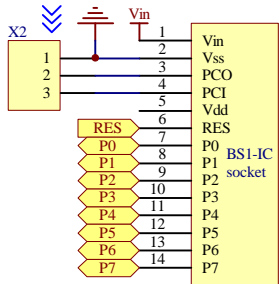 X2
Vin
1
2
3
1 Vin
2 Vss
3 PCO
4 PCI
5 Vdd
RES 6 RES
P0 7 P0
P1 8 P1
P2 9 P2
P3 10 P3
P4 11 P4
P5 12 P5
P6 13 P6
P7 14 P7
BS1-IC
socket